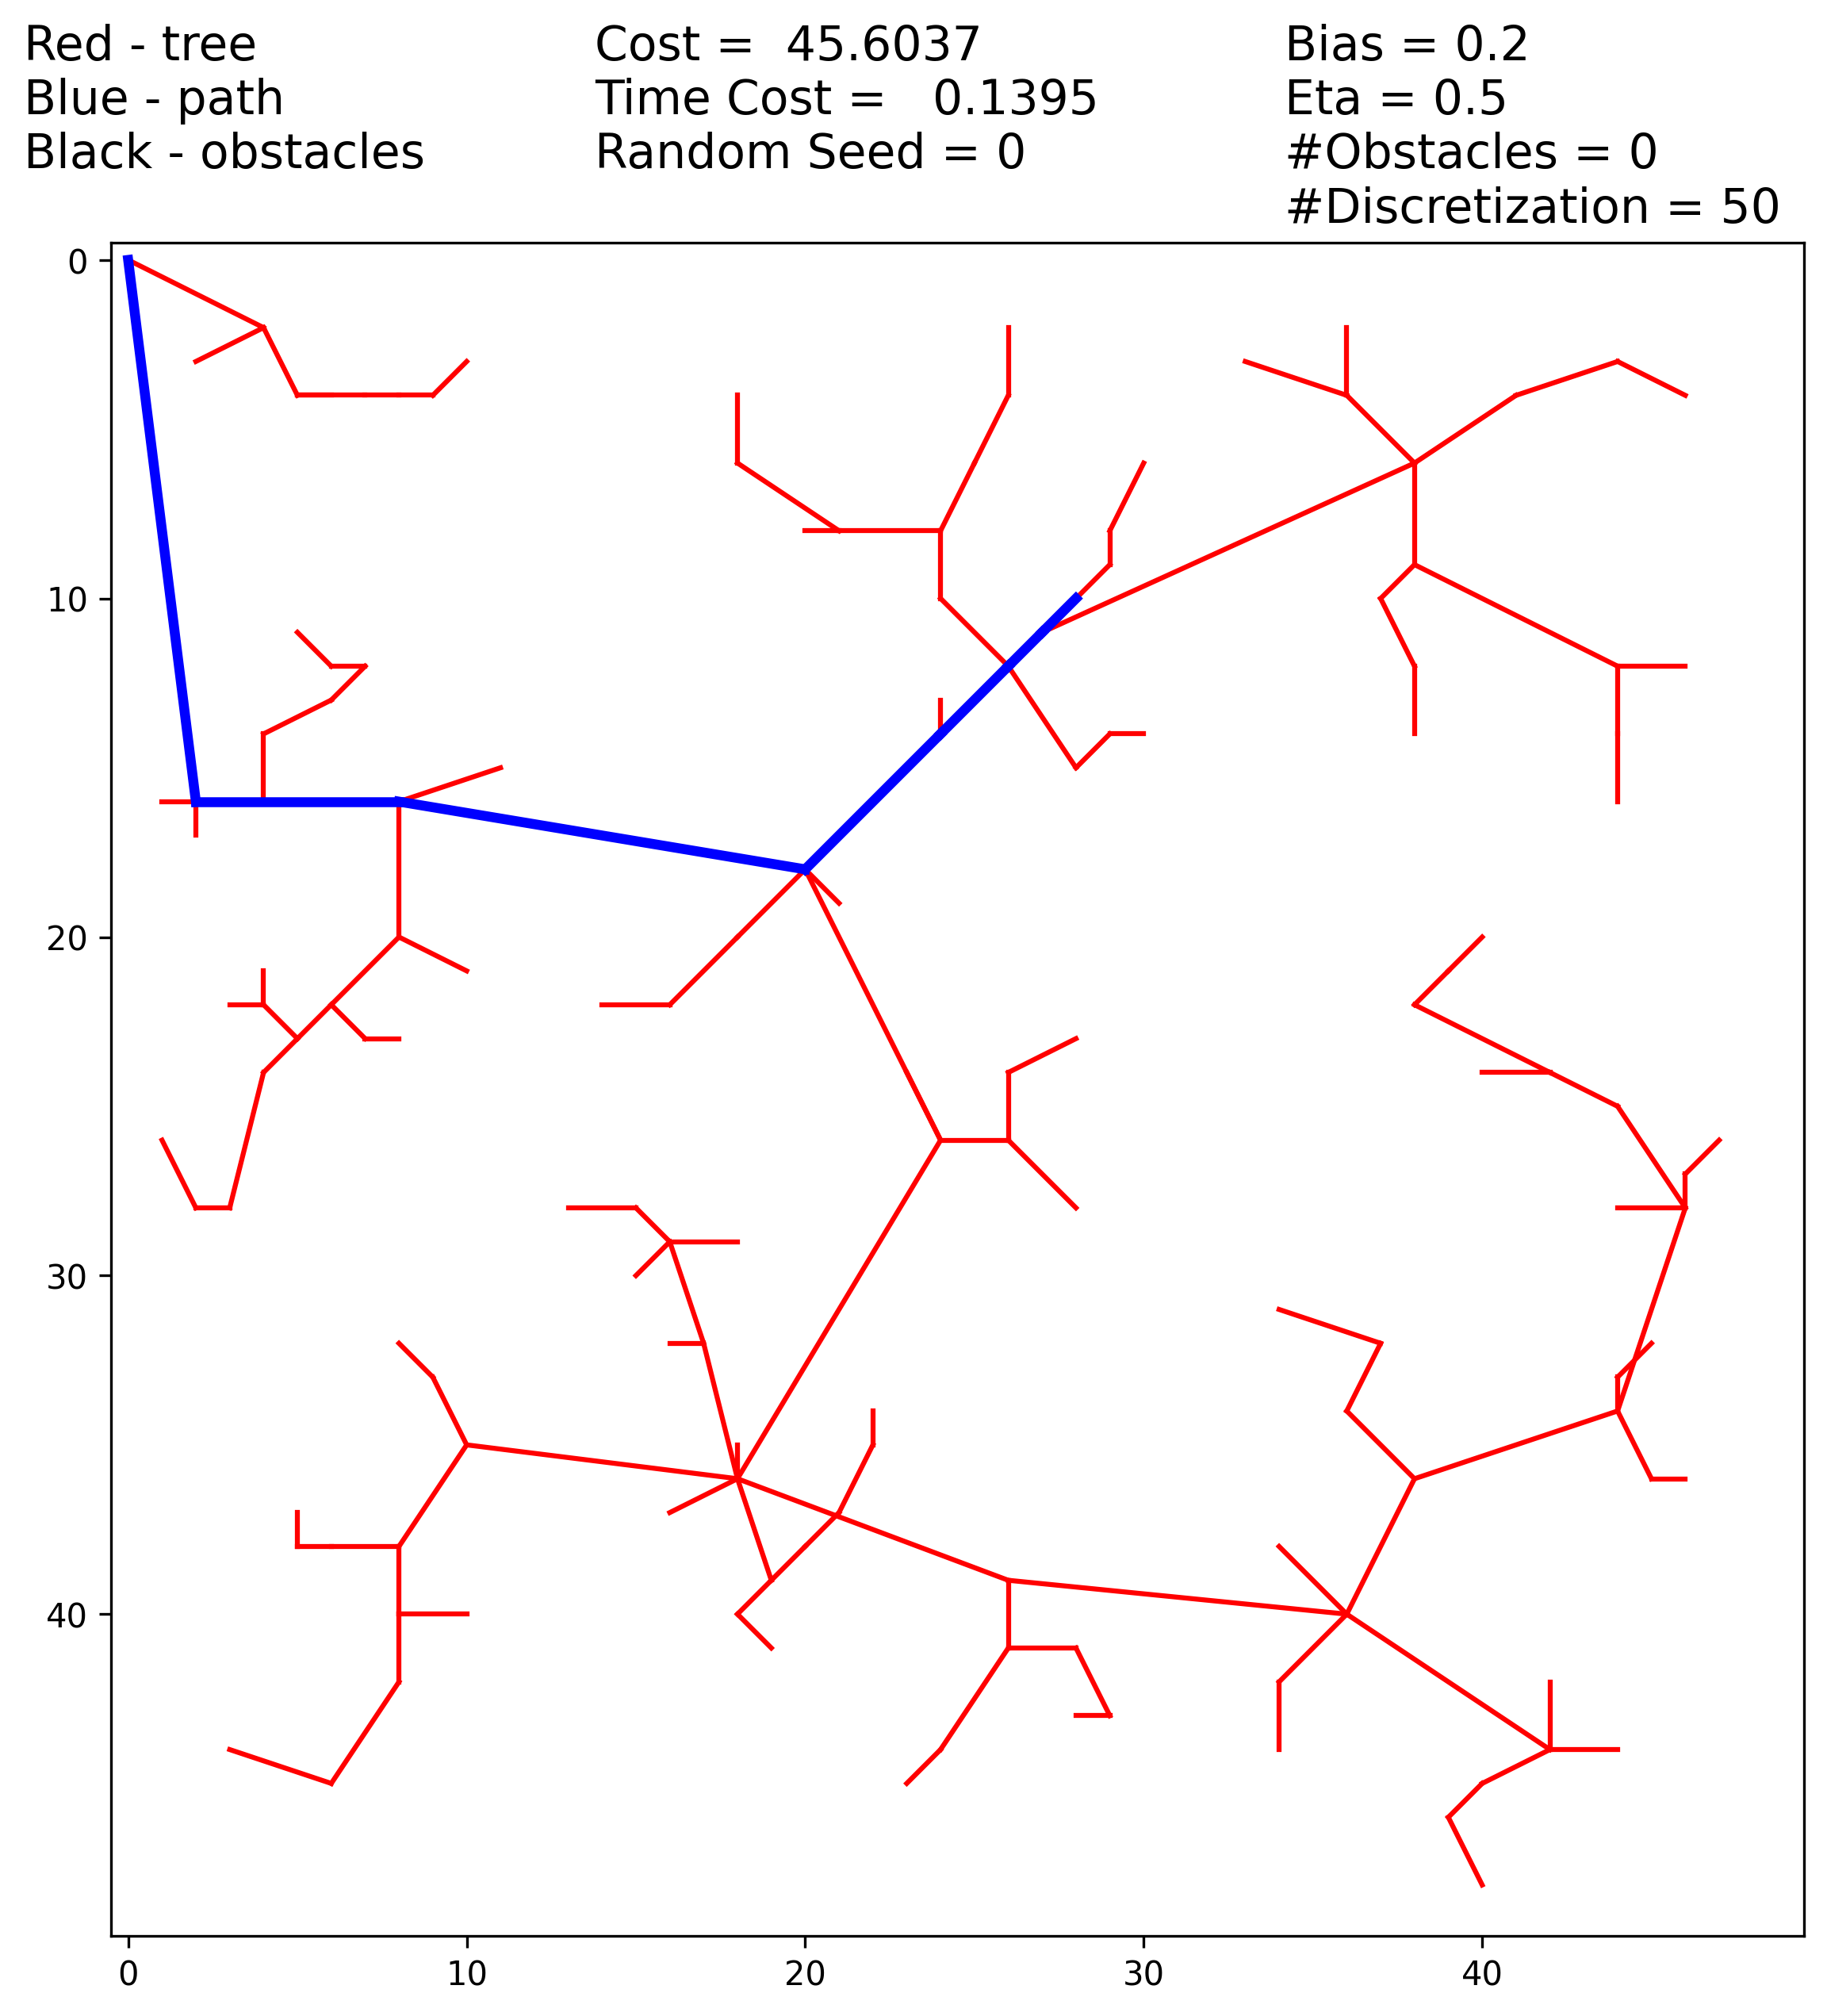 Red - tree
Blue - path
Black - obstacles
Cost =  45.6037
Time Cost =   0.1395
Random Seed = 0
Bias = 0.2
Eta = 0.5
#Obstacles = 0
#Discretization = 50
0
10
20
30
40
0
10
20
30
40